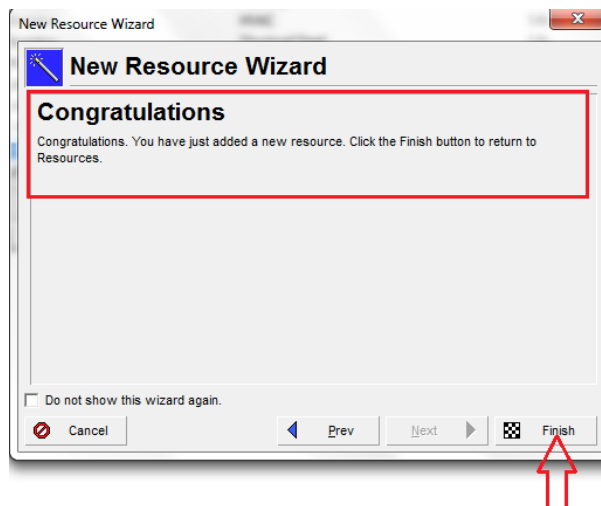 New Resource Wizard
New Resource Wizard
Congratulations
Congratulations. You have just added a new resource. Click the Finish button to return to
Resources.
Do not show this wizard again.
Cancel
Prev
Next
Finish